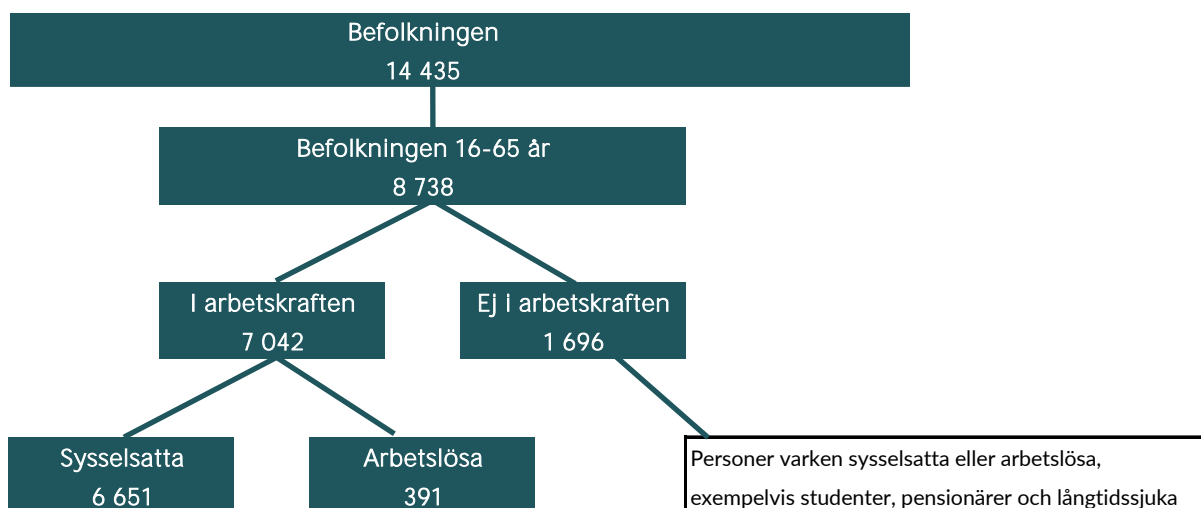 Befolkningen
14 435
Befolkningen 16-65 år
8 738
I arbetskraften
7 042
Ej i arbetskraften
1 696
Sysselsatta
6 651
Arbetslösa
391
Personer varken sysselsatta eller arbetslösa,
exempelvis studenter, pensionärer och långtidssjuka